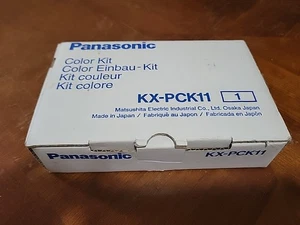 Panasonic
Color Kit
Color Einbau-Kit
Kit couleur
Kit colore
KX-PCK11 1
Matsushita Electric Industrial Co., Ltd. Osaka Japan
Made in Japan / Fabriqué au Japon / Fabricada en Japón
Panasonic KX-PCK11